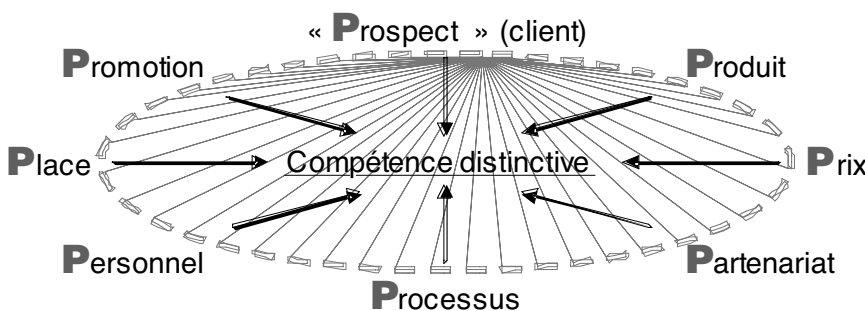 « Prospect » (client)
Promotion Produit
Place Compétence distinctive Prix
Personnel Partenariat
Processus